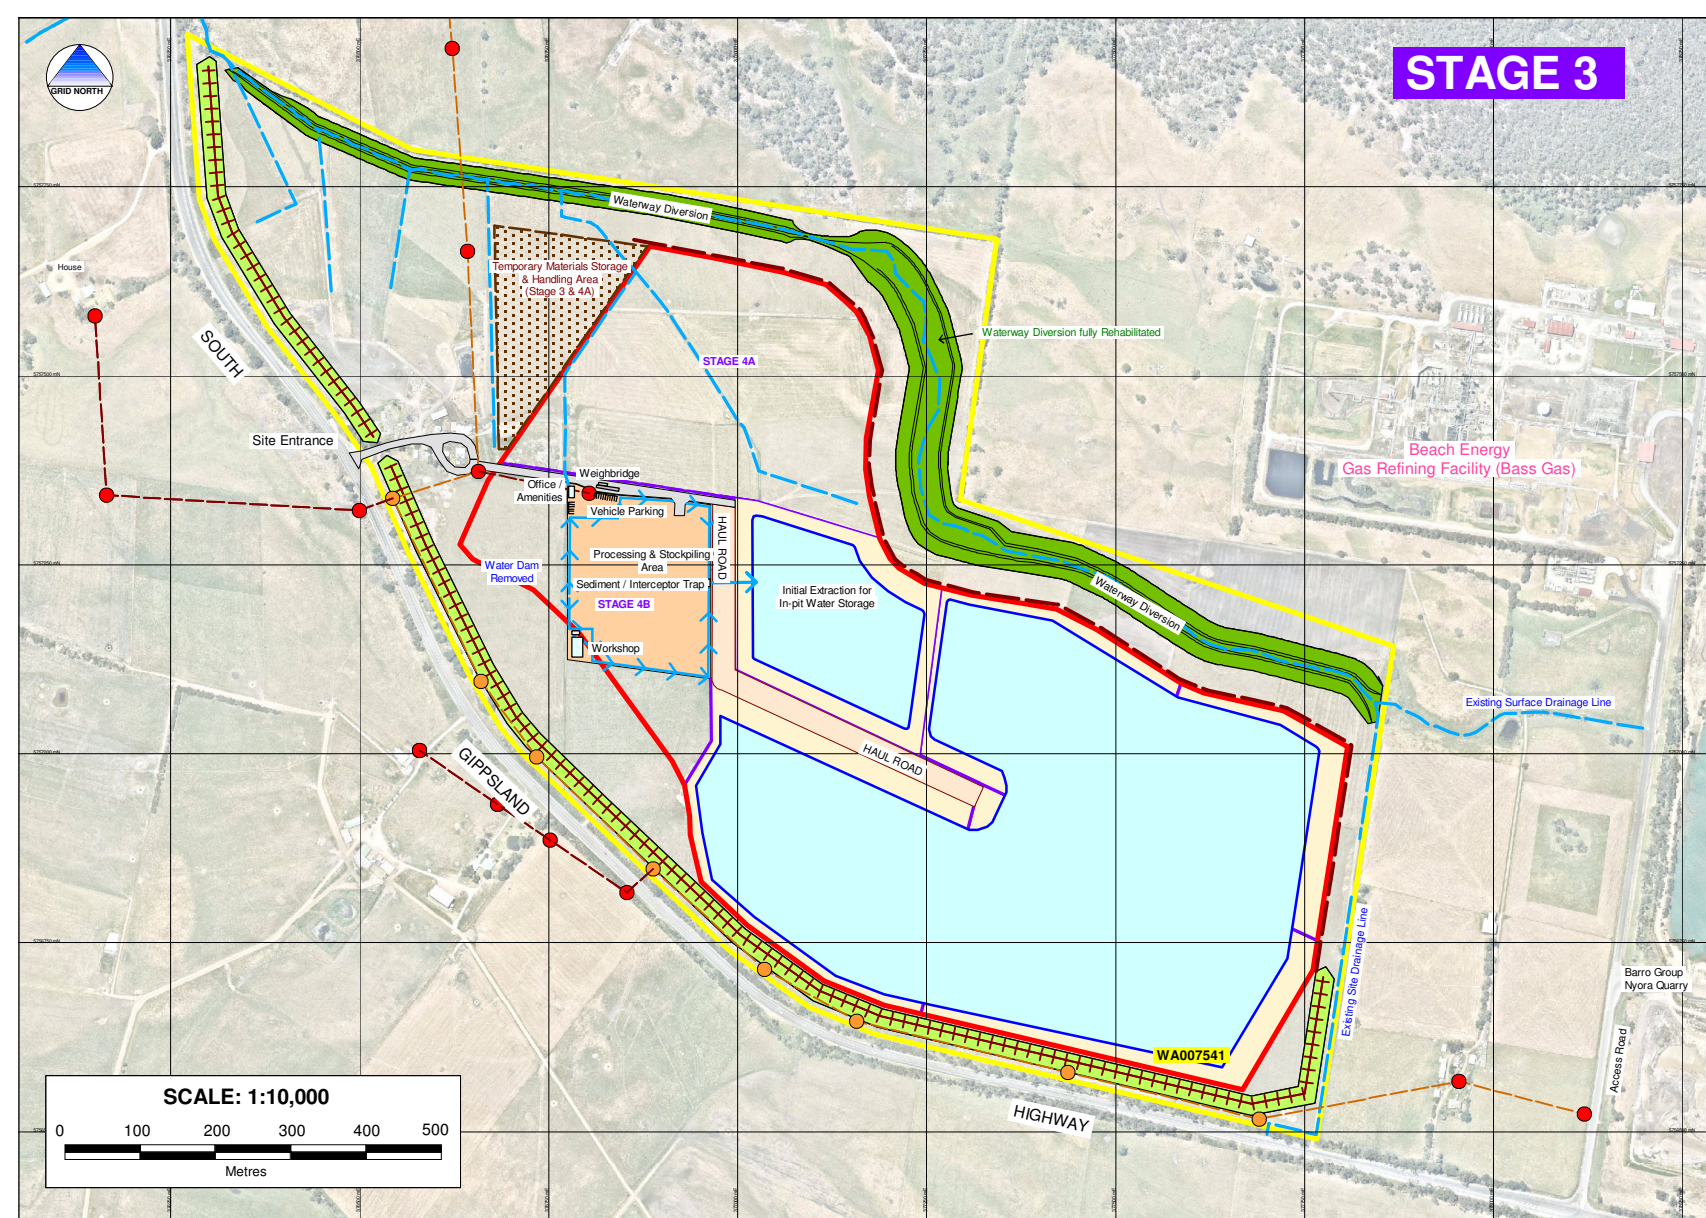 STAGE 3
GRID NORTH
Waterway Diversion
House
Temporary Materials Storage
& Handling Area
(Stage 3 & 4A)
SOUTH
Waterway Diversion fully Rehabilitated
STAGE 4A
Site Entrance
Beach Energy
Gas Refining Facility (Bass Gas)
Weighbridge
Office /
Amenities
Vehicle Parking
HAUL ROAD
Processing & Stockpiling
Area
Water Dam
Removed
Sediment / Interceptor Trap
STAGE 4B
Initial Extraction for
In-pit Water Storage
Waterway Diversion
Workshop
Existing Surface Drainage Line
HAUL ROAD
GIPPSLAND
Existing Site Drainage Line
Barro Group
Nyora Quarry
WA007541
Access Road
HIGHWAY
SCALE: 1:10,000
0 100 200 300 400 500
Metres